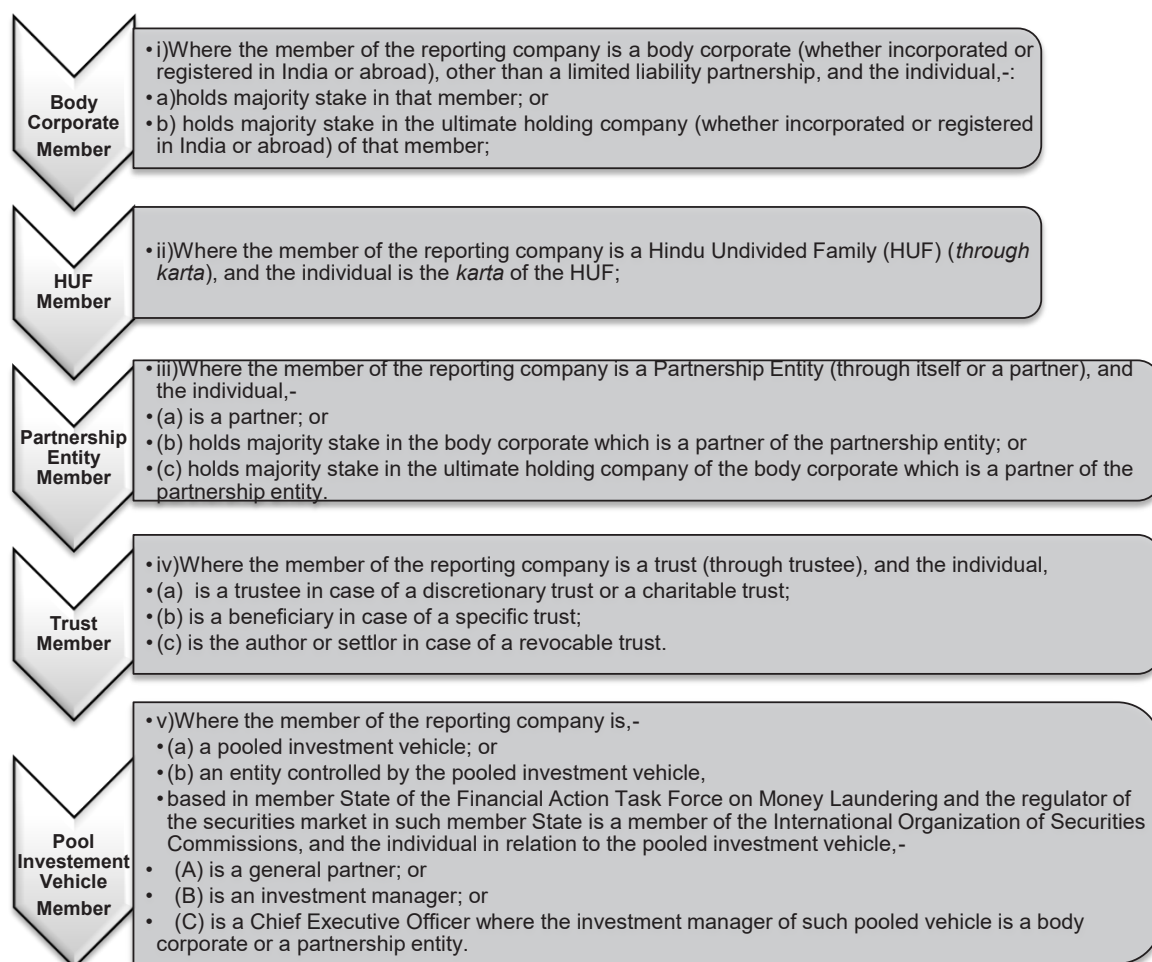 Body
Corporate
Member
• i)Where the member of the reporting company is a body corporate (whether incorporated or
registered in India or abroad), other than a limited liability partnership, and the individual,-:
• a)holds majority stake in that member; or
• b) holds majority stake in the ultimate holding company (whether incorporated or registered
in India or abroad) of that member;
HUF
Member
• ii)Where the member of the reporting company is a Hindu Undivided Family (HUF) (through
karta), and the individual is the karta of the HUF;
Partnership
Entity
Member
• iii)Where the member of the reporting company is a Partnership Entity (through itself or a partner), and
the individual,-
• (a) is a partner; or
• (b) holds majority stake in the body corporate which is a partner of the partnership entity; or
• (c) holds majority stake in the ultimate holding company of the body corporate which is a partner of the
partnership entity.
Trust
Member
• iv)Where the member of the reporting company is a trust (through trustee), and the individual,
• (a) is a trustee in case of a discretionary trust or a charitable trust;
• (b) is a beneficiary in case of a specific trust;
• (c) is the author or settlor in case of a revocable trust.
Pool
Investement
Vehicle
Member
• v)Where the member of the reporting company is,-
• (a) a pooled investment vehicle; or
• (b) an entity controlled by the pooled investment vehicle,
• based in member State of the Financial Action Task Force on Money Laundering and the regulator of
the securities market in such member State is a member of the International Organization of Securities
Commissions, and the individual in relation to the pooled investment vehicle,-
• (A) is a general partner; or
• (B) is an investment manager; or
• (C) is a Chief Executive Officer where the investment manager of such pooled vehicle is a body
corporate or a partnership entity.